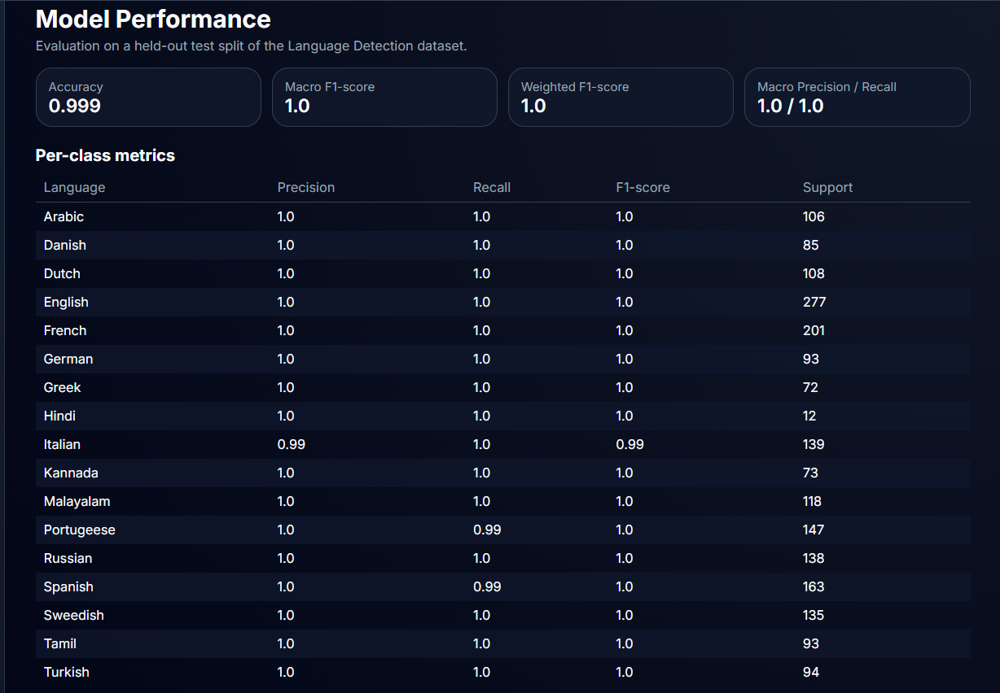 Model Performance
Evaluation on a held-out test split of the Language Detection dataset.
Accuracy Macro F1-score Weighted F1-score Macro Precision / Recall
0.999 1.0 1.0 1.0 / 1.0
Per-class metrics
Language Precision Recall F1-score Support
Arabic 1.0 1.0 1.0 106
Danish 1.0 1.0 1.0 85
Dutch 1.0 1.0 1.0 108
English 1.0 1.0 1.0 277
French 1.0 1.0 1.0 201
German 1.0 1.0 1.0 93
Greek 1.0 1.0 1.0 72
Hindi 1.0 1.0 1.0 12
Italian 0.99 1.0 0.99 139
Kannada 1.0 1.0 1.0 73
Malayalam 1.0 1.0 1.0 118
Portugeese 1.0 0.99 1.0 147
Russian 1.0 1.0 1.0 138
Spanish 1.0 0.99 1.0 163
Sweedish 1.0 1.0 1.0 135
Tamil 1.0 1.0 1.0 93
Turkish 1.0 1.0 1.0 94